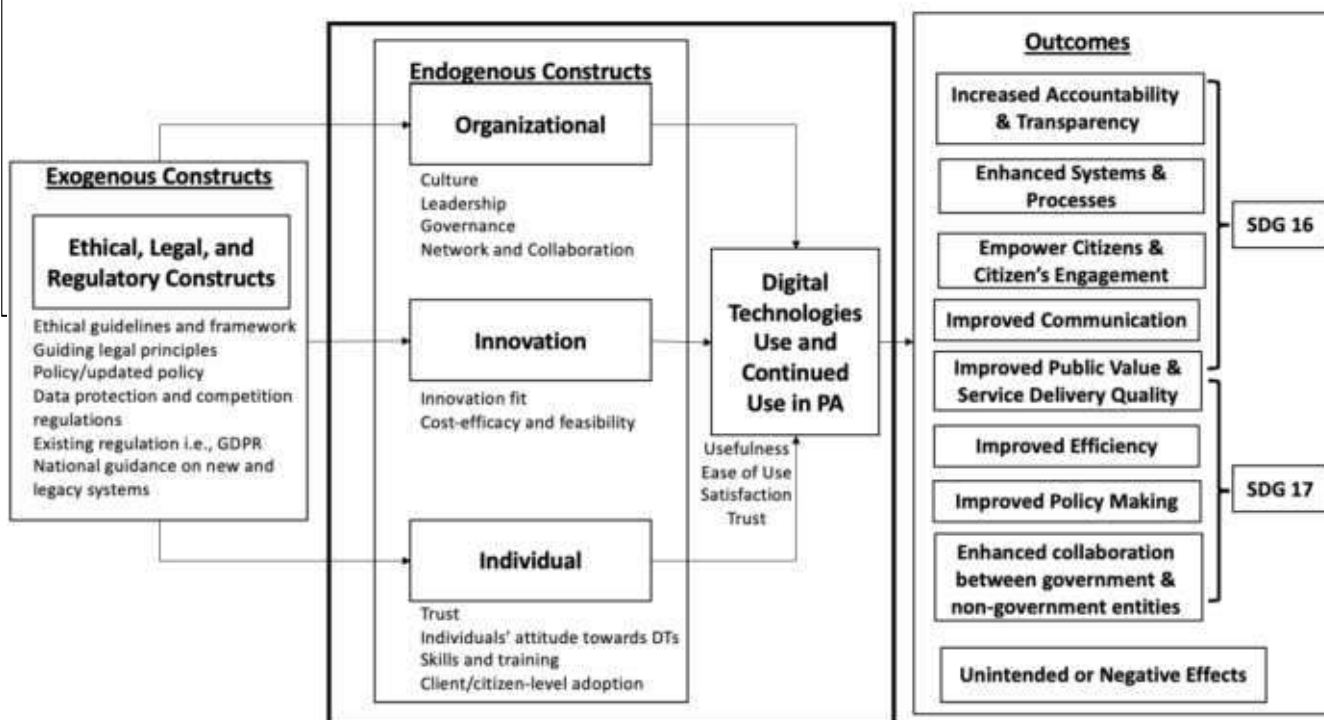 Exogenous Constructs
Ethical, Legal, and
Regulatory Constructs
Ethical guidelines and framework
Guiding legal principles
Policy/updated policy
Data protection and competition
regulations
Existing regulation i.e., GDPR
National guidance on new and
legacy systems
Endogenous Constructs
Organizational
Culture
Leadership
Governance
Network and Collaboration
Innovation
Innovation fit
Cost-efficacy and feasibility
Individual
Trust
Individuals' attitude towards DTs
Skills and training
Client/citizen-level adoption
Digital
Technologies
Use and
Continued
Use in PA
Usefulness
Ease of Use
Satisfaction
Trust
Outcomes
Increased Accountability
& Transparency
Enhanced Systems &
Processes
Empower Citizens &
Citizen's Engagement
Improved Communication
Improved Public Value &
Service Delivery Quality
Improved Efficiency
Improved Policy Making
Enhanced collaboration
between government &
non-government entities
Unintended or Negative Effects
SDG 16
SDG 17